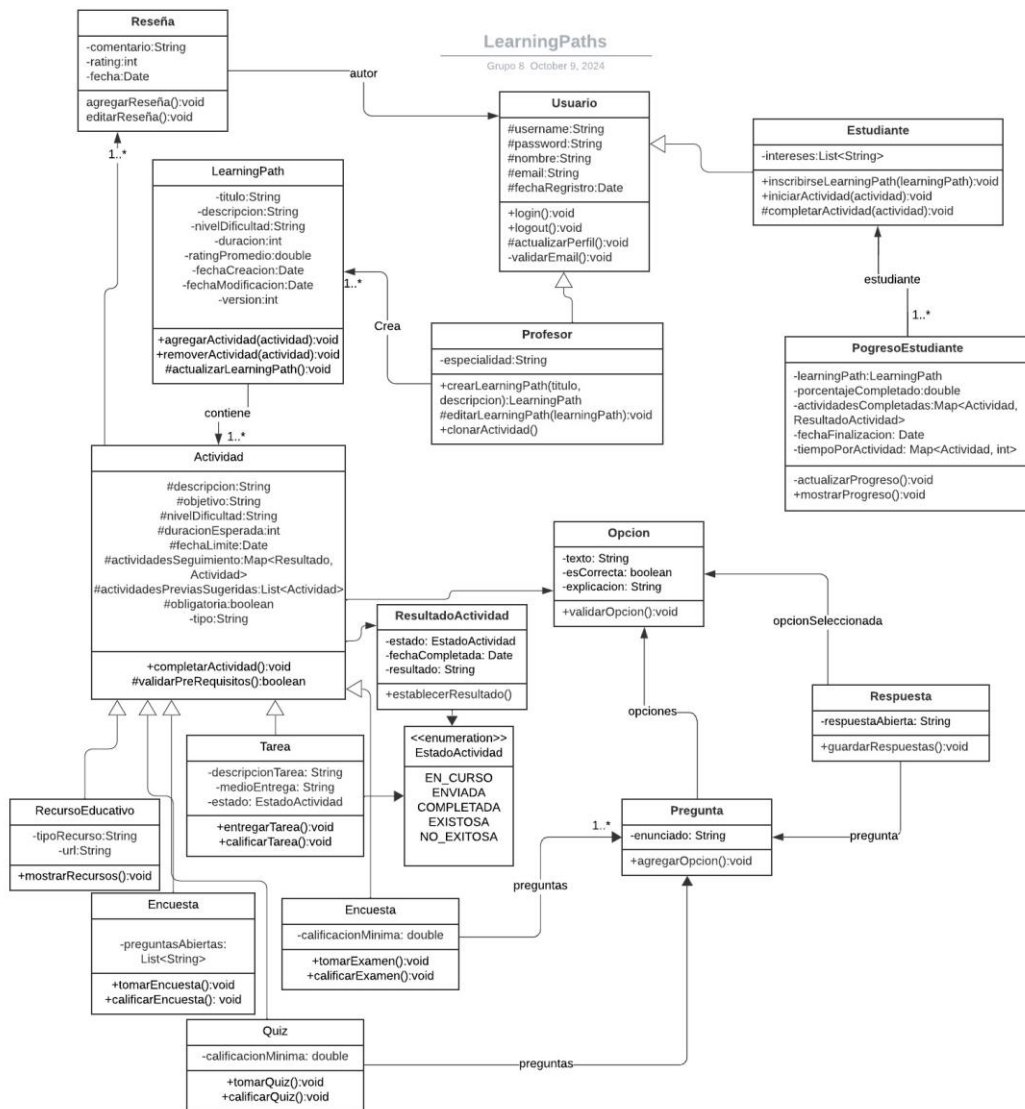 LearningPaths
Grupo 8  October 9, 2024
Reseña
-comentario:String
-rating:int
-fecha:Date
agregarReseña():void
editarReseña():void
autor
1..*
Usuario
#username:String
#password:String
#nombre:String
#email:String
#fechaRegristro:Date
+login():void
+logout():void
#actualizarPerfil():void
-validarEmail():void
Estudiante
-intereses:List<String>
+inscribirseLearningPath(learningPath):void
+iniciarActividad(actividad):void
#completarActividad(actividad):void
LearningPath
-titulo:String
-descripcion:String
-nivelDificultad:String
-duracion:int
-ratingPromedio:double
-fechaCreacion:Date
-fechaModificacion:Date
-version:int
+agregarActividad(actividad):void
+removerActividad(actividad):void
#actualizarLearningPath():void
1..*
Crea
Profesor
-especialidad:String
+crearLearningPath(titulo,
descripcion):LearningPath
#editarLearningPath(learningPath):void
+clonarActividad()
estudiante
1..*
PogresoEstudiante
-learningPath:LearningPath
-porcentajeCompletado:double
-actividadesCompletadas:Map<Actividad,
ResultadoActividad>
-fechaFinalizacion: Date
-tiempoPorActividad: Map<Actividad, int>
-actualizarProgreso():void
+mostrarProgreso():void
contiene
1..*
Actividad
#descripcion:String
#objetivo:String
#nivelDificultad:String
#duracionEsperada:int
#fechaLimite:Date
#actividadesSeguimiento:Map<Resultado,
Actividad>
#actividadesPreviasSugeridas:List<Actividad>
#obligatoria:boolean
-tipo:String
+completarActividad():void
#validarPreRequisitos():boolean
Opcion
-texto: String
-esCorrecta: boolean
-explicacion: String
+validarOpcion():void
ResultadoActividad
-estado: EstadoActividad
-fechaCompletada: Date
-resultado: String
+establecerResultado()
opcionSeleccionada
opciones
Respuesta
-respuestaAbierta: String
+guardarRespuestas():void
<<enumeration>>
EstadoActividad
EN_CURSO
ENVIADA
COMPLETADA
EXISTOSA
NO_EXITOSA
Tarea
-descripcionTarea: String
-medioEntrega: String
-estado: EstadoActividad
+entregarTarea():void
+calificarTarea():void
RecursoEducativo
-tipoRecurso:String
-url:String
+mostrarRecursos():void
Pregunta
-enunciado: String
+agregarOpcion():void
1..*
pregunta
preguntas
Encuesta
-preguntasAbiertas:
List<String>
+tomarEncuesta():void
+calificarEncuesta(): void
Encuesta
-calificacionMinima: double
+tomarExamen():void
+calificarExamen():void
Quiz
-calificacionMinima: double
+tomarQuiz():void
+calificarQuiz():void
preguntas